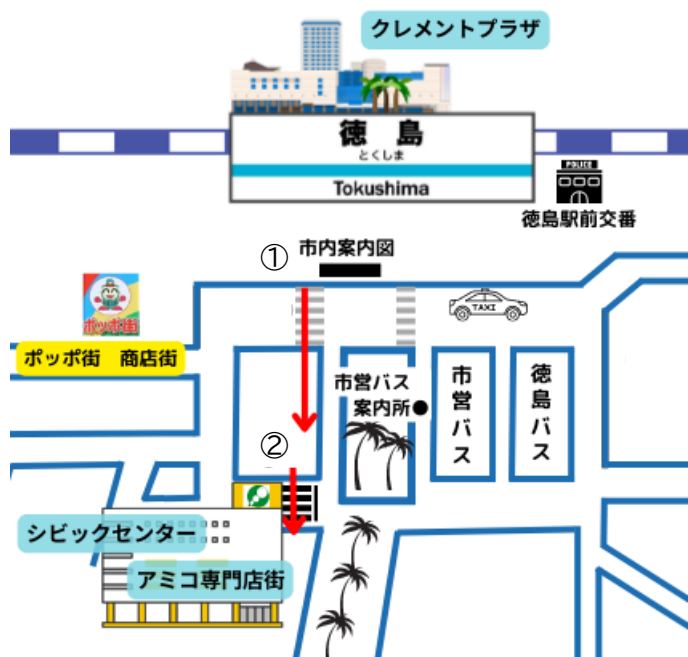 クレメントプラザ
徳島
とくしま
Tokushima
POLICE
徳島駅前交番
① 市内案内図
TAXI
ポッポ街
ポッポ街 商店街
市営バス
案内所
市営バス
徳島バス
②
シビックセンター
アミコ専門店街